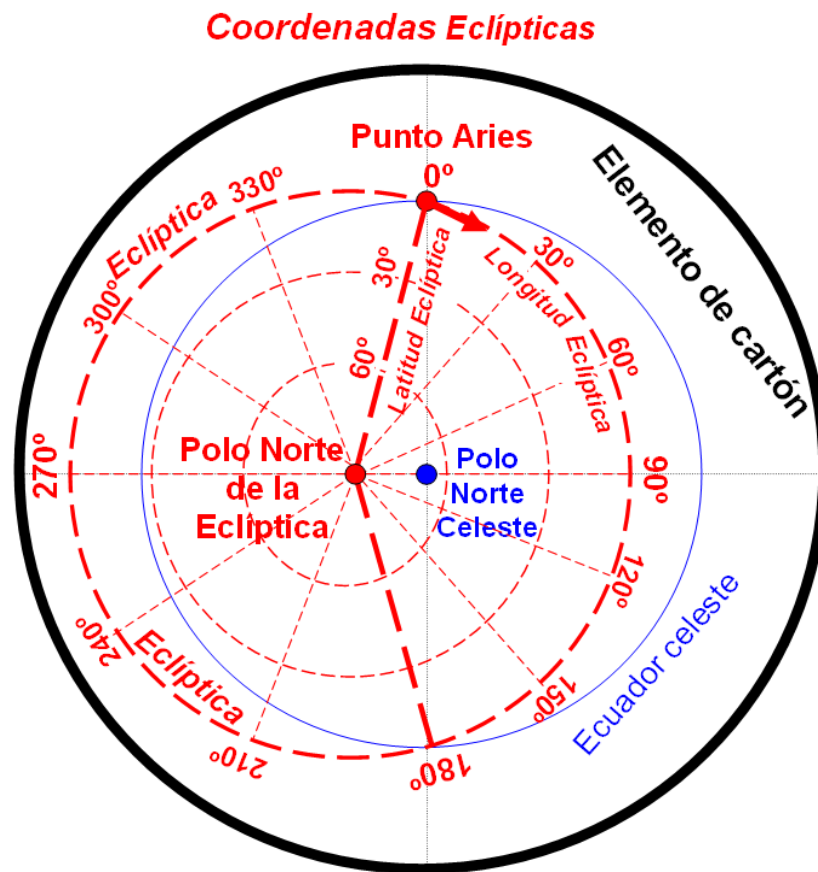 Coordenadas Eclípticas
Punto Aries
0º
Elemento de cartón
Eclíptica
330º
30º
Longitud Eclíptica
300º
30º
Latitud Eclíptica
60º
60º
Polo Norte
de la
Eclíptica
Polo
Norte
Celeste
270º
90º
120º
Ecuador celeste
240º
Eclíptica
150º
210º
180º